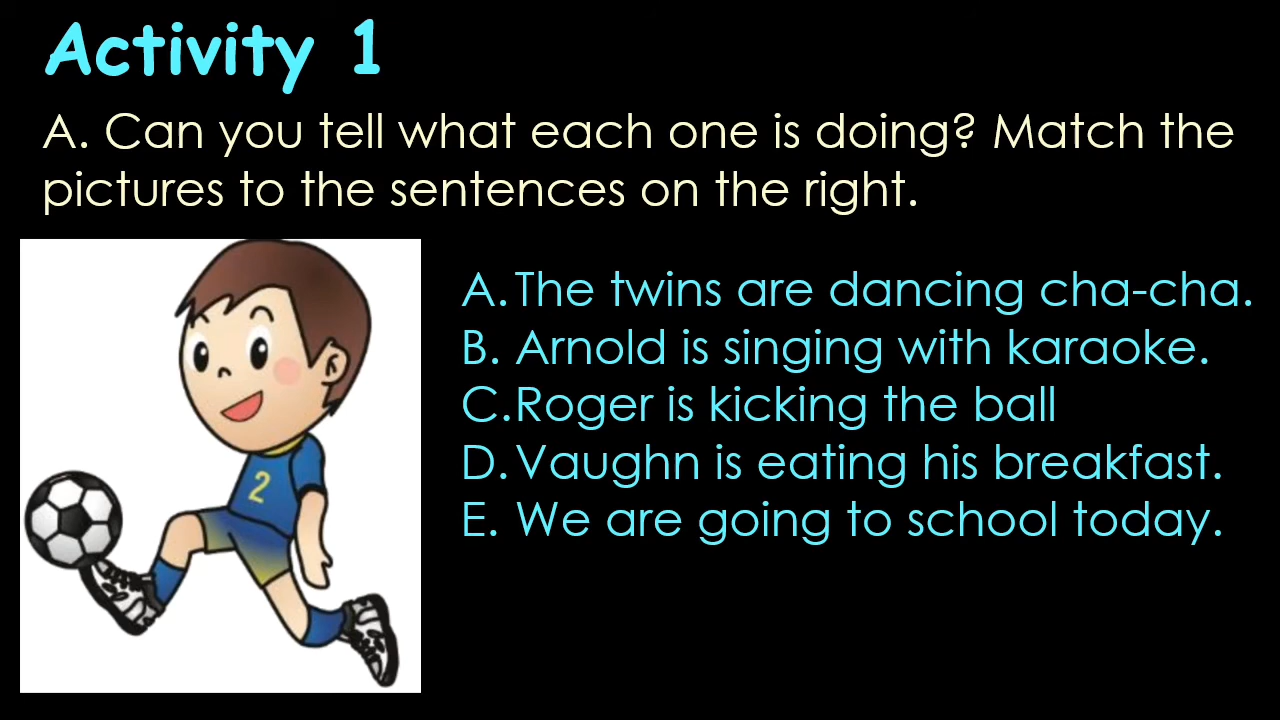 Activity 1
A. Can you tell what each one is doing? Match the
pictures to the sentences on the right.
A. The twins are dancing cha-cha.
B. Arnold is singing with karaoke.
C. Roger is kicking the ball
D. Vaughn is eating his breakfast.
E. We are going to school today.
2